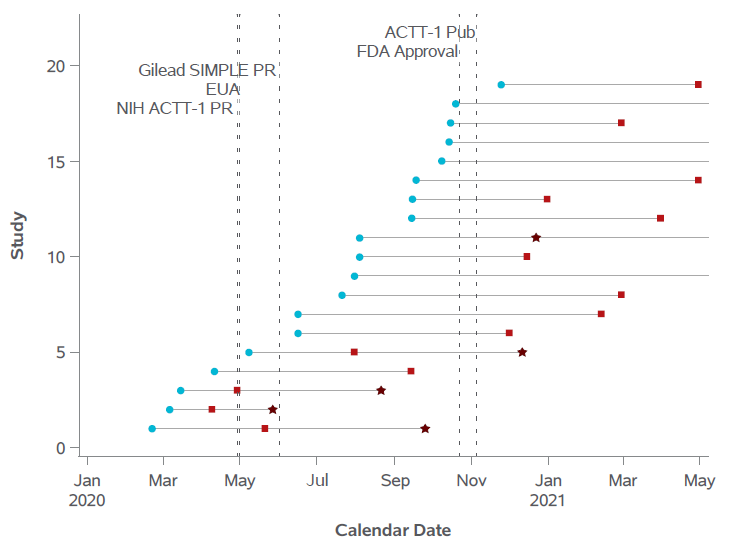 ACTT-1 Pub
FDA Approval
Gilead SIMPLE PR
EUA
NIH ACTT-1 PR
20
15
10
5
0
Study
Jan Mar May Jul Sep Nov Jan Mar May
2020 2021
Calendar Date